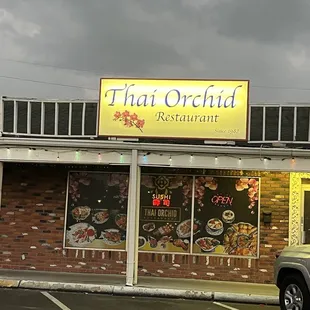 Thai Orchid
Restaurant
SUSHI
THAI ORCHID
OPEN